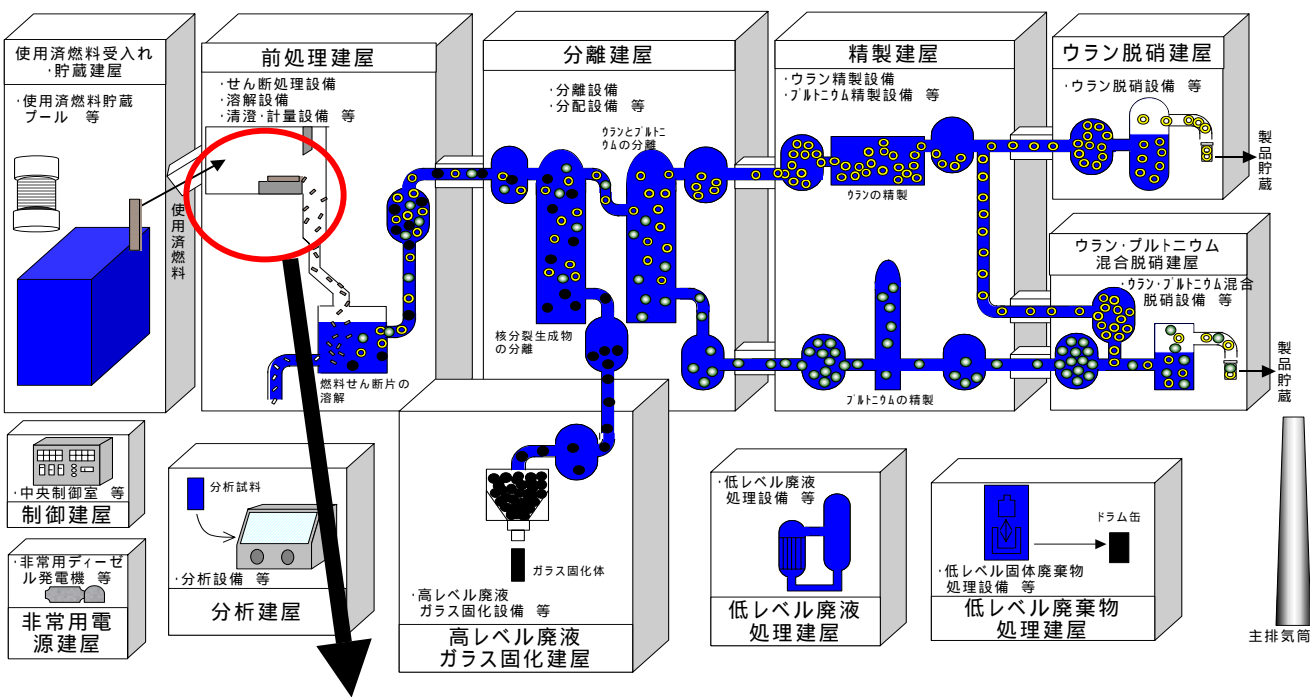 使用済燃料受入れ
・貯蔵建屋
・使用済燃料貯蔵
プール 等
使用済燃料
前処理建屋
・せん断処理設備
・溶解設備
・清澄・計量設備 等
燃料せん断片の
溶解
分離建屋
・分離設備
・分配設備 等
ウランとプルトニ
ウムの分離
核分裂生成物
の分離
精製建屋
・ウラン精製設備
・プルトニウム精製設備 等
ウランの精製
プルトニウムの精製
ウラン脱硝建屋
・ウラン脱硝設備 等
製品貯蔵
ウラン・プルトニウム
混合脱硝建屋
・ウラン・プルトニウム混合
脱硝設備 等
製品貯蔵
・中央制御室 等
制御建屋
・非常用ディーゼ
ル発電機 等
非常用電
源建屋
分析試料
・分析設備 等
分析建屋
ガラス固化体
・高レベル廃液
ガラス固化設備 等
高レベル廃液
ガラス固化建屋
・低レベル廃液
処理設備 等
低レベル廃液
処理建屋
ドラム缶
・低レベル固体廃棄物
処理設備 等
低レベル廃棄物
処理建屋
主排気筒